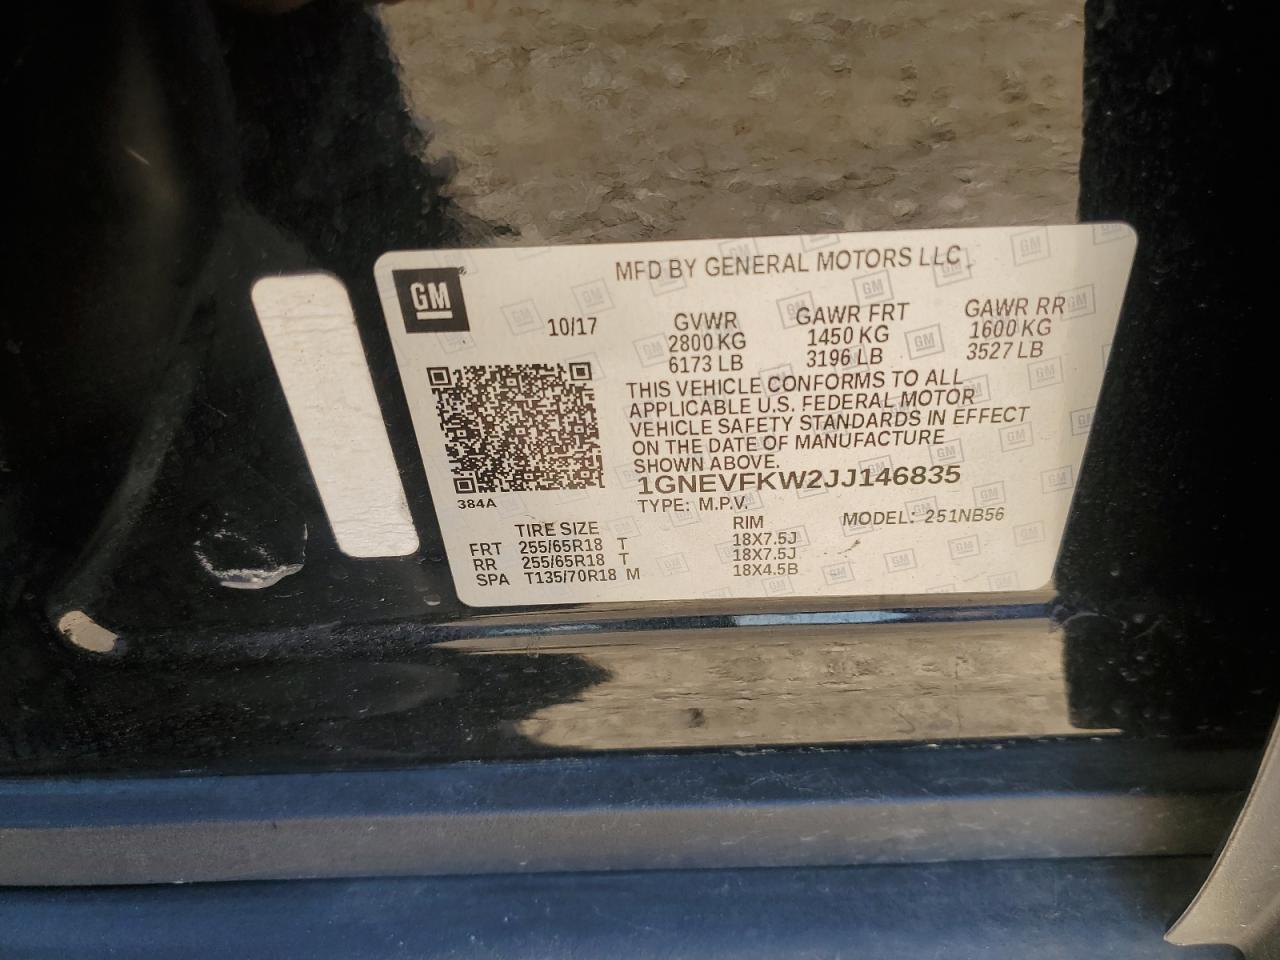 GM
MFD BY GENERAL MOTORS LLC
10/17
GVWR GAWR FRT GAWR RR
2800 KG 1450 KG 1600 KG
6173 LB 3196 LB 3527 LB
THIS VEHICLE CONFORMS TO ALL
APPLICABLE U.S. FEDERAL MOTOR
VEHICLE SAFETY STANDARDS IN EFFECT
ON THE DATE OF MANUFACTURE
SHOWN ABOVE.
1GNEVFKW2JJ146835
384A
TYPE: M.P.V. MODEL: 251NB56
TIRE SIZE RIM
FRT 255/65R18 T 18X7.5J
RR 255/65R18 T 18X7.5J
SPA T135/70R18 M 18X4.5B